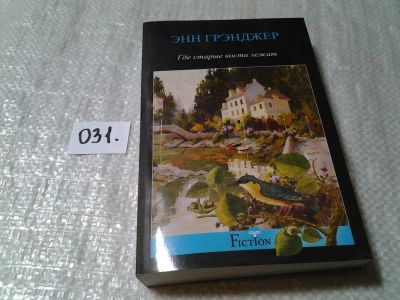 ЭНН ГРЭНДЖЕР
Где старые кости лежат
031.
FICTION